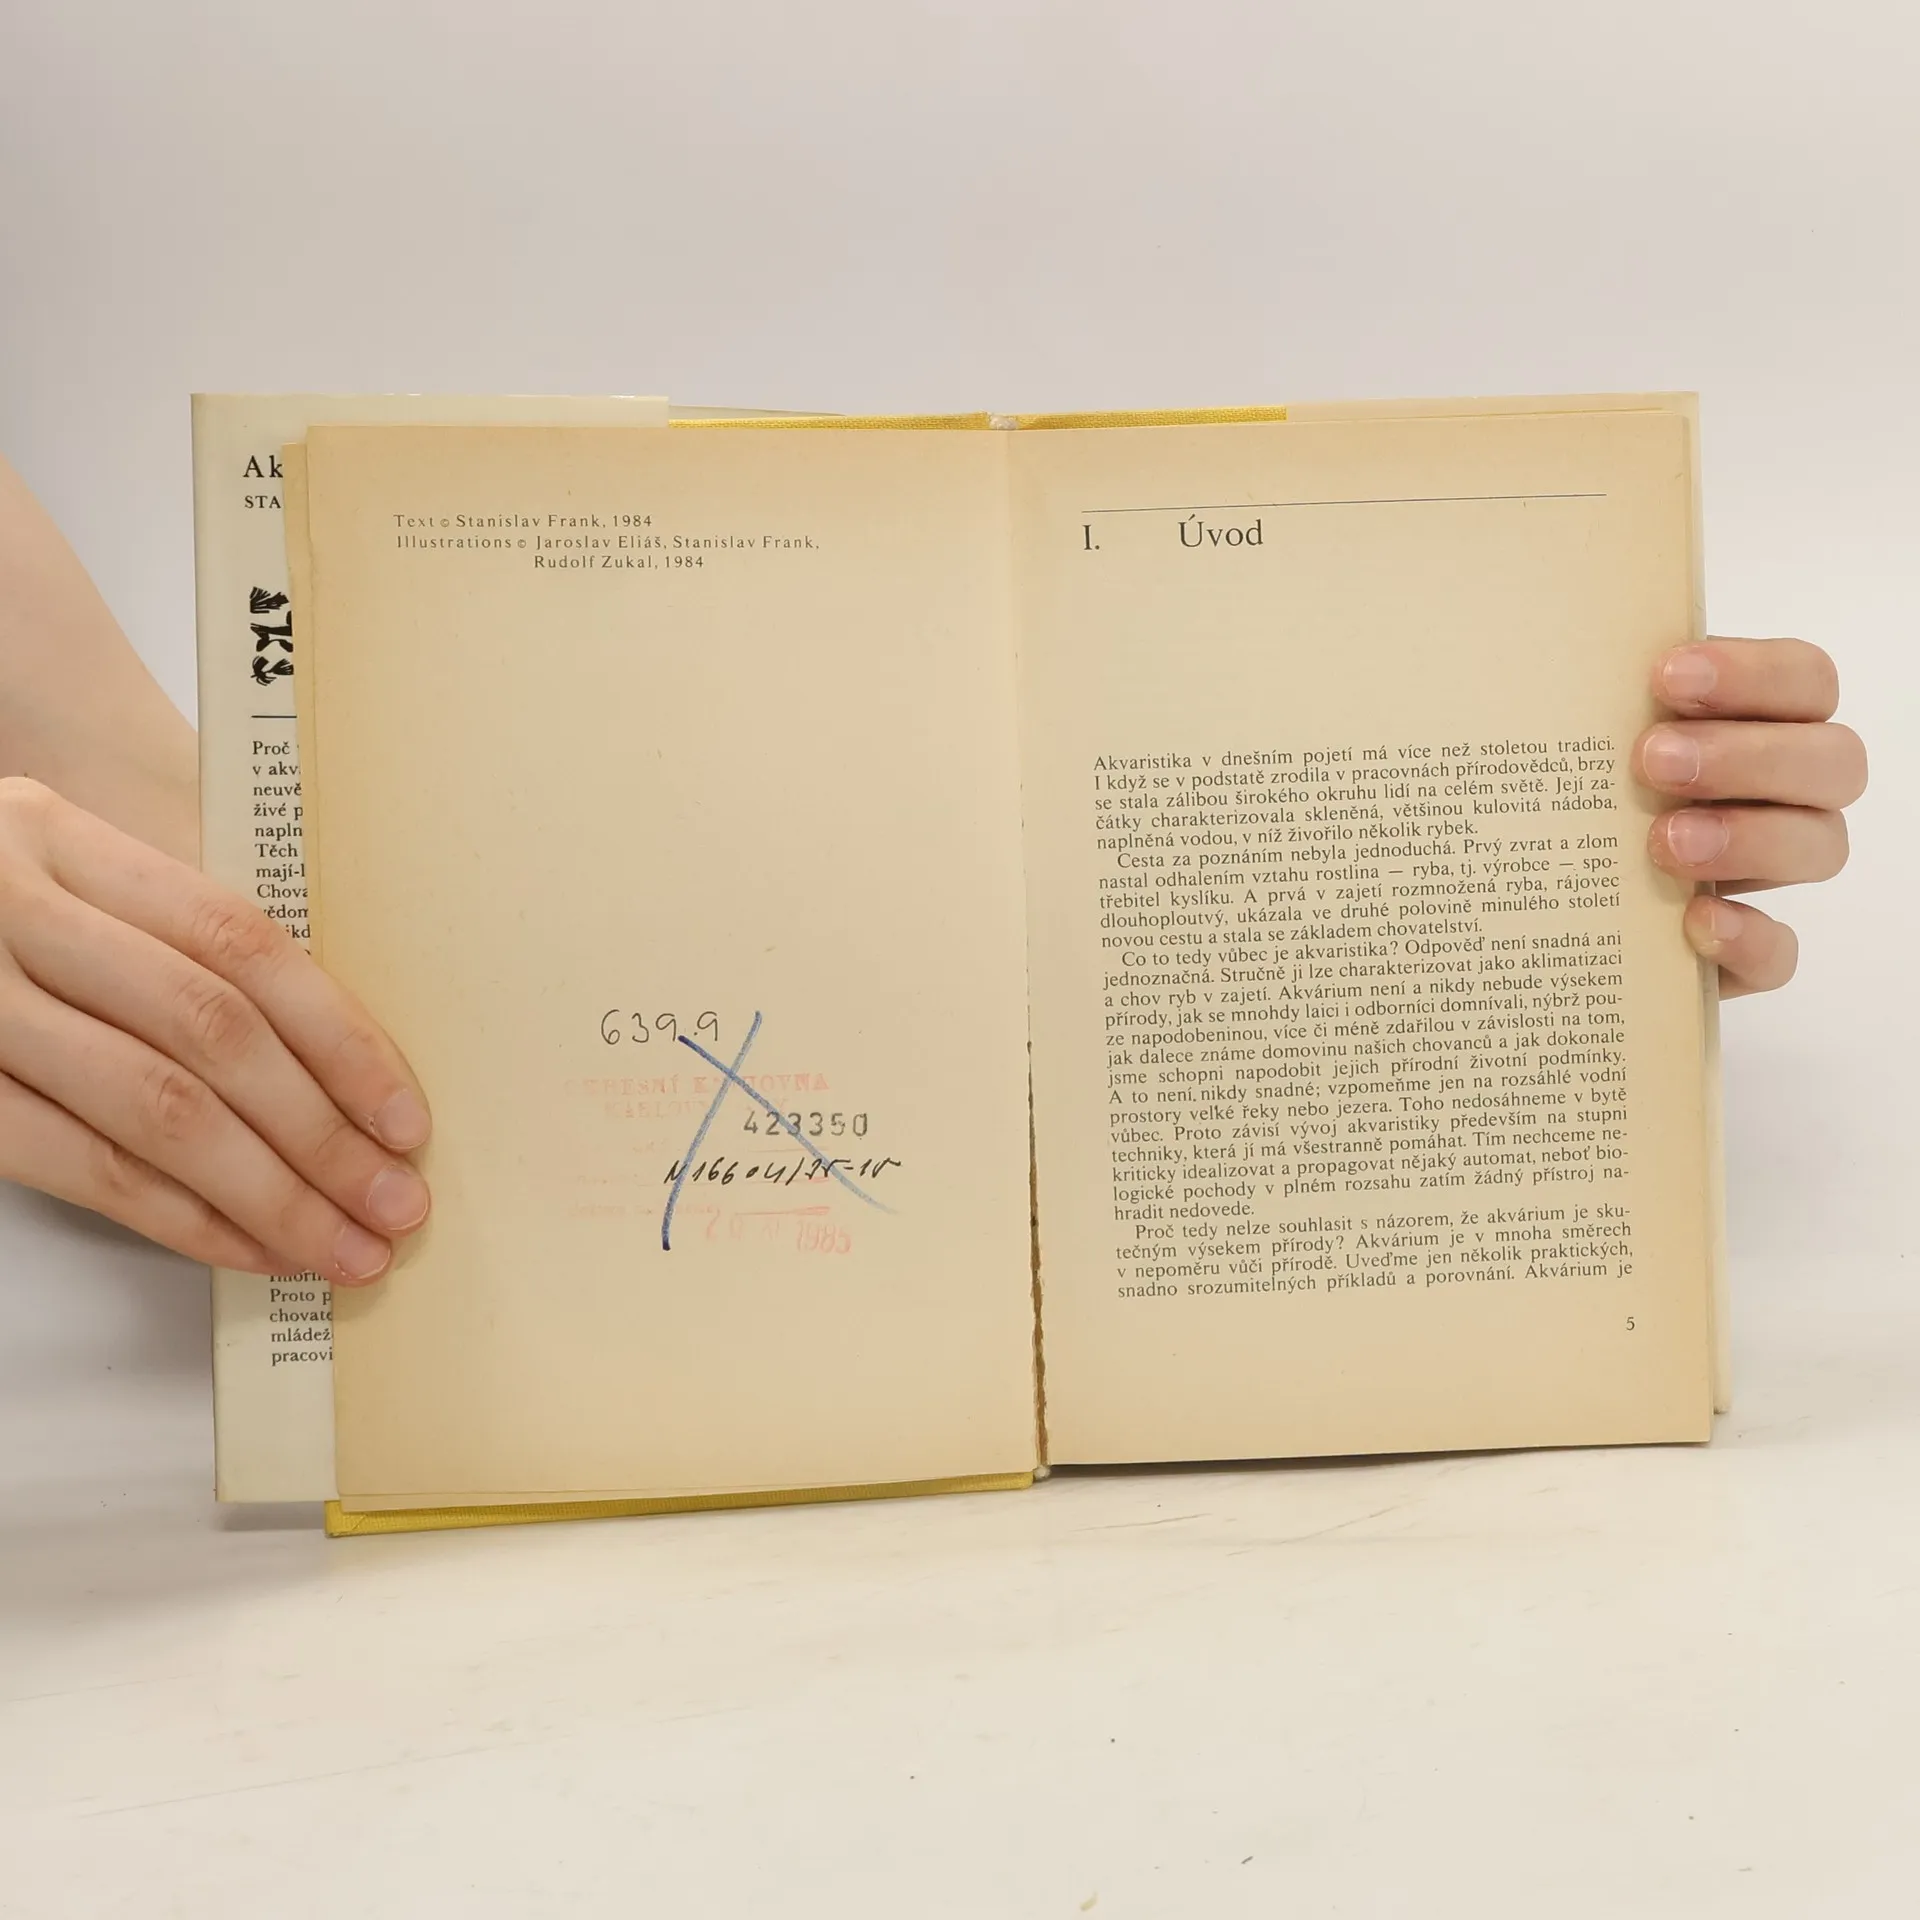 Ak
STA
Proč
v akv
neuvě
živé p
napln
Těch
mají-l
Chova
vědom
ikd
Proto p
chovate
mládež
pracovi
Text © Stanislav Frank, 1984
Illustrations © Jaroslav Eliáš, Stanislav Frank,
Rudolf Zukal, 1984
639.9
OKRESNÍ KNIHOVNA
423350
1985
I. Úvod
Akvaristika v dnešním pojetí má více než stoletou tradici.
I když se v podstatě zrodila v pracovnách přírodovědců, brzy
se stala zálibou širokého okruhu lidí na celém světě. Její za-
čátky charakterizovala skleněná, většinou kulovitá nádoba,
naplněná vodou, v níž živořilo několik rybek.
Cesta za poznáním nebyla jednoduchá. Prvý zvrat a zlom
nastal odhalením vztahu rostlina — ryba, tj. výrobce — spo-
třebitel kyslíku. A prvá v zajetí rozmnožená ryba, rájovec
dlouhoploutvý, ukázala ve druhé polovině minulého století
novou cestu a stala se základem chovatelství.
Co to tedy vůbec je akvaristika? Odpověď není snadná ani
jednoznačná. Stručně ji lze charakterizovat jako aklimatizaci
a chov ryb v zajetí. Akvárium není a nikdy nebude výsekem
přírody, jak se mnohdy laici i odborníci domnívali, nýbrž pou-
ze napodobeninou, více či méně zdařilou v závislosti na tom,
jak dalece známe domovinu našich chovanců a jak dokonale
jsme schopni napodobit jejich přírodní životní podmínky.
A to není nikdy snadné; vzpomeňme jen na rozsáhlé vodní
prostory velké řeky nebo jezera. Toho nedosáhneme v bytě
vůbec. Proto závisí vývoj akvaristiky především na stupni
techniky, která jí má všestranně pomáhat. Tím nechceme ne-
kriticky idealizovat a propagovat nějaký automat, neboť bio-
logické pochody v plném rozsahu zatím žádný přístroj na-
hradit nedovede.
Proč tedy nelze souhlasit s názorem, že akvárium je sku-
tečným výsekem přírody? Akvárium je v mnoha směrech
v nepoměru vůči přírodě. Uveďme jen několik praktických,
snadno srozumitelných příkladů a porovnání. Akvárium je
5